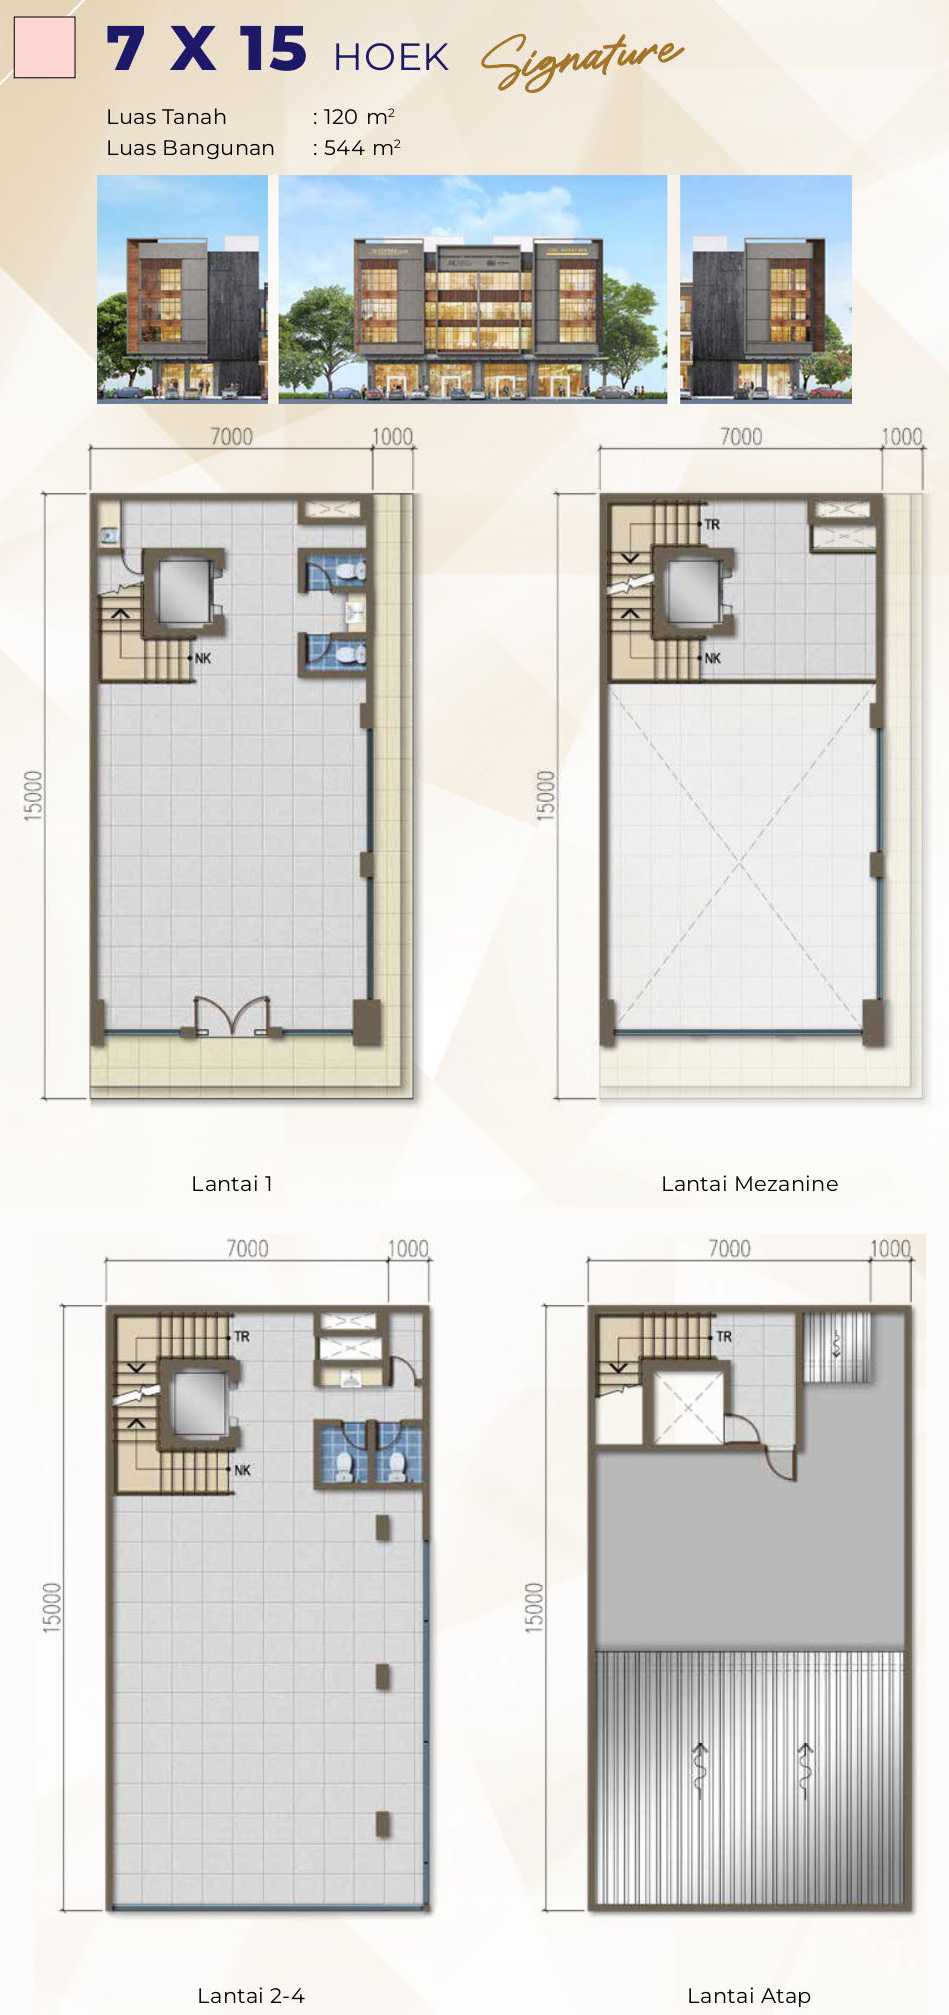 7 X 15 HOEK Signature
Luas Tanah : 120 m²
Luas Bangunan : 544 m²
7000 1000
7000 1000
15000
15000
TR
NK
NK
Lantai 1
Lantai Mezanine
7000 1000
7000 1000
15000
15000
TR
TR
NK
Lantai 2-4
Lantai Atap